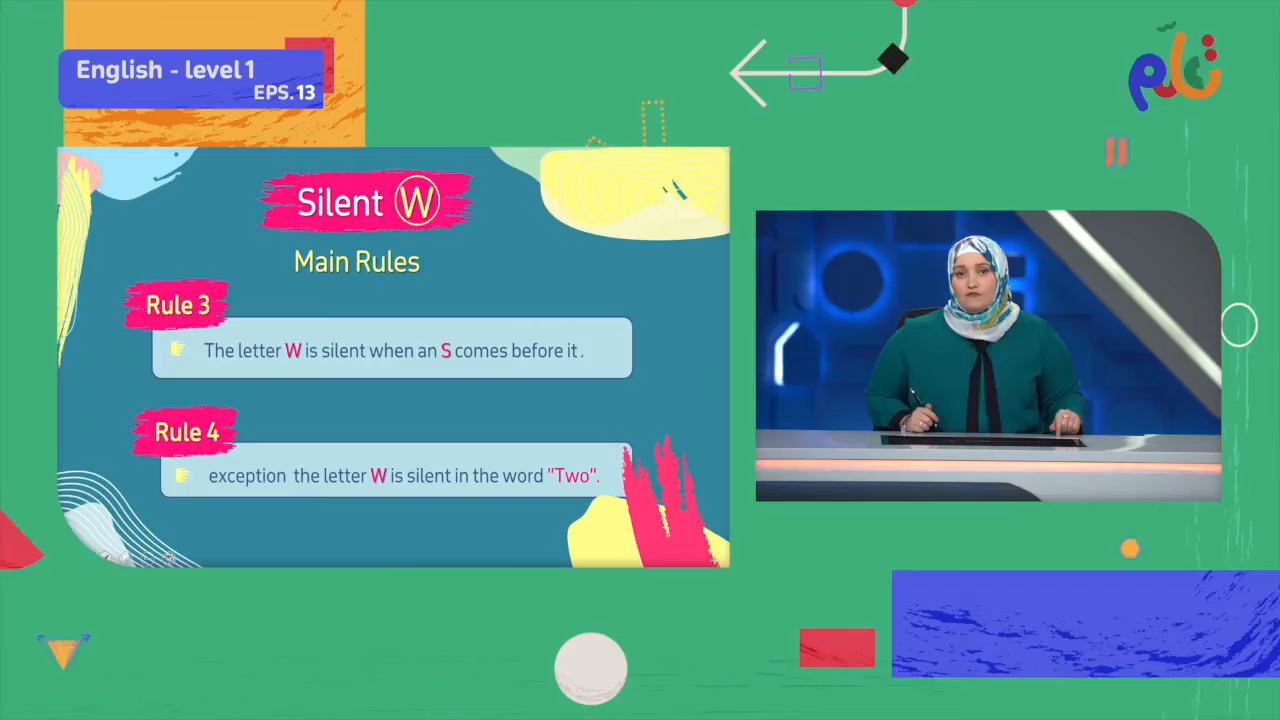 English - level 1
EPS.13
تعلّم
Silent W
Main Rules
Rule 3
The letter W is silent when an S comes before it .
Rule 4
exception the letter W is silent in the word "Two".